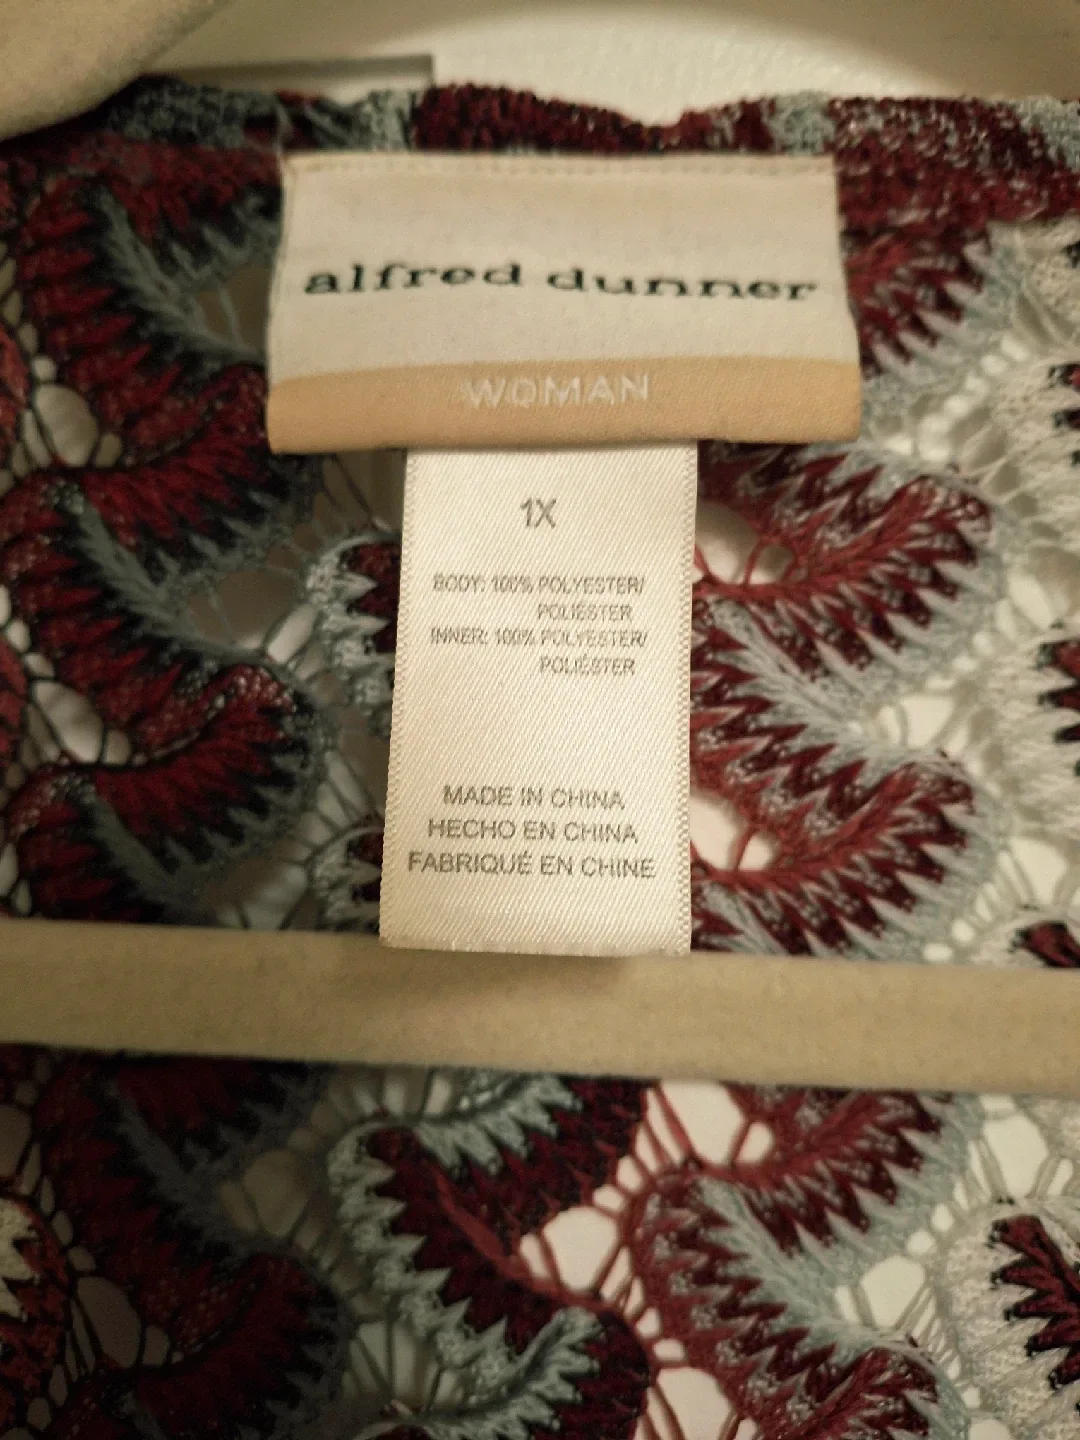 alfred dunner
WOMAN
1X
BODY: 100% POLYESTER/
POLIÉSTER
INNER: 100% POLYESTER/
POLIÉSTER
MADE IN CHINA
HECHO EN CHINA
FABRIQUÉ EN CHINE